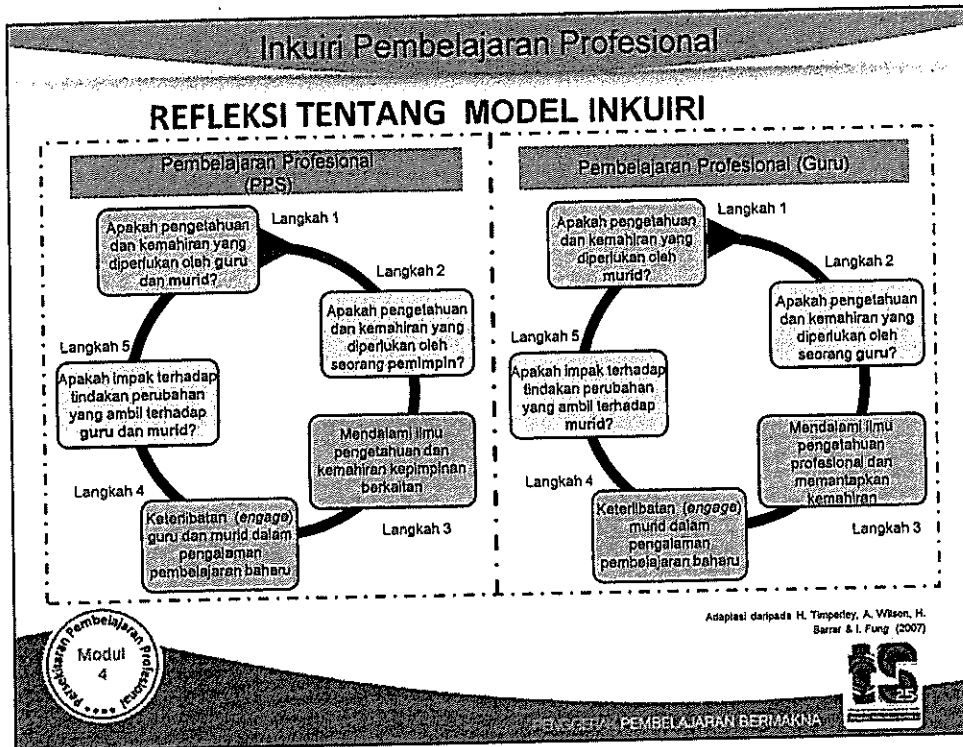 Inkuiri Pembelajaran Profesional
REFLEKSI TENTANG MODEL INKUIRI
Pembelajaran Profesional
(PPS)
Langkah 1
Apakah pengetahuan
dan kemahiran yang
diperlukan oleh guru
dan murid?
Langkah 2
Apakah pengetahuan
dan kemahiran yang
diperlukan oleh
seorang pemimpin?
Mendalami ilmu
pengetahuan dan
kemahiran kepimpinan
berkaitan
Langkah 3
Keterlibatan (engage)
guru dan murid dalam
pengalaman
pembelajaran baharu
Langkah 4
Apakah impak terhadap
tindakan perubahan
yang ambil terhadap
guru dan murid?
Langkah 5
Pembelajaran Profesional (Guru)
Langkah 1
Apakah pengetahuan
dan kemahiran yang
diperlukan oleh
murid?
Langkah 2
Apakah pengetahuan
dan kemahiran yang
diperlukan oleh
seorang guru?
Mendalami ilmu
pengetahuan
profesional dan
memantapkan
kemahiran
Langkah 3
Keterlibatan (engage)
murid dalam
pengalaman
pembelajaran baharu
Langkah 4
Apakah impak terhadap
tindakan perubahan
yang ambil terhadap
murid?
Langkah 5
Adaptasi daripada H. Timperley, A. Wilson, H.
Barrar & I. Fung (2007)
Persekitaran Pembelajaran Profesional
Modul
4
iS
25
PENGGERAK PEMBELAJARAN BERMAKNA